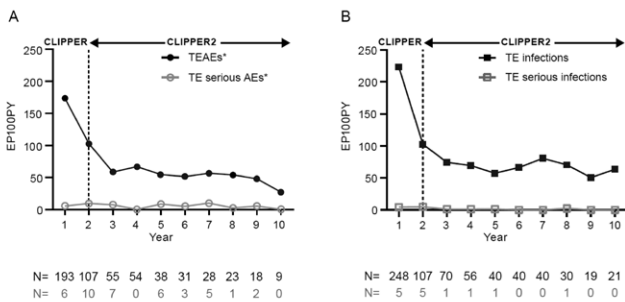 A
CLIPPER CLIPPER2
250
200
150
100
50
0
EP100PY
TEAEs*
TE serious AEs*
1 2 3 4 5 6 7 8 9 10
Year
N= 193 107 55 54 38 31 28 23 18 9
N= 6 10 7 0 6 3 5 1 2 0
B
CLIPPER CLIPPER2
250
200
150
100
50
0
EP100PY
TE infections
TE serious infections
1 2 3 4 5 6 7 8 9 10
Year
N= 248 107 70 56 40 40 40 30 19 21
N= 5 5 1 1 1 0 0 1 0 0